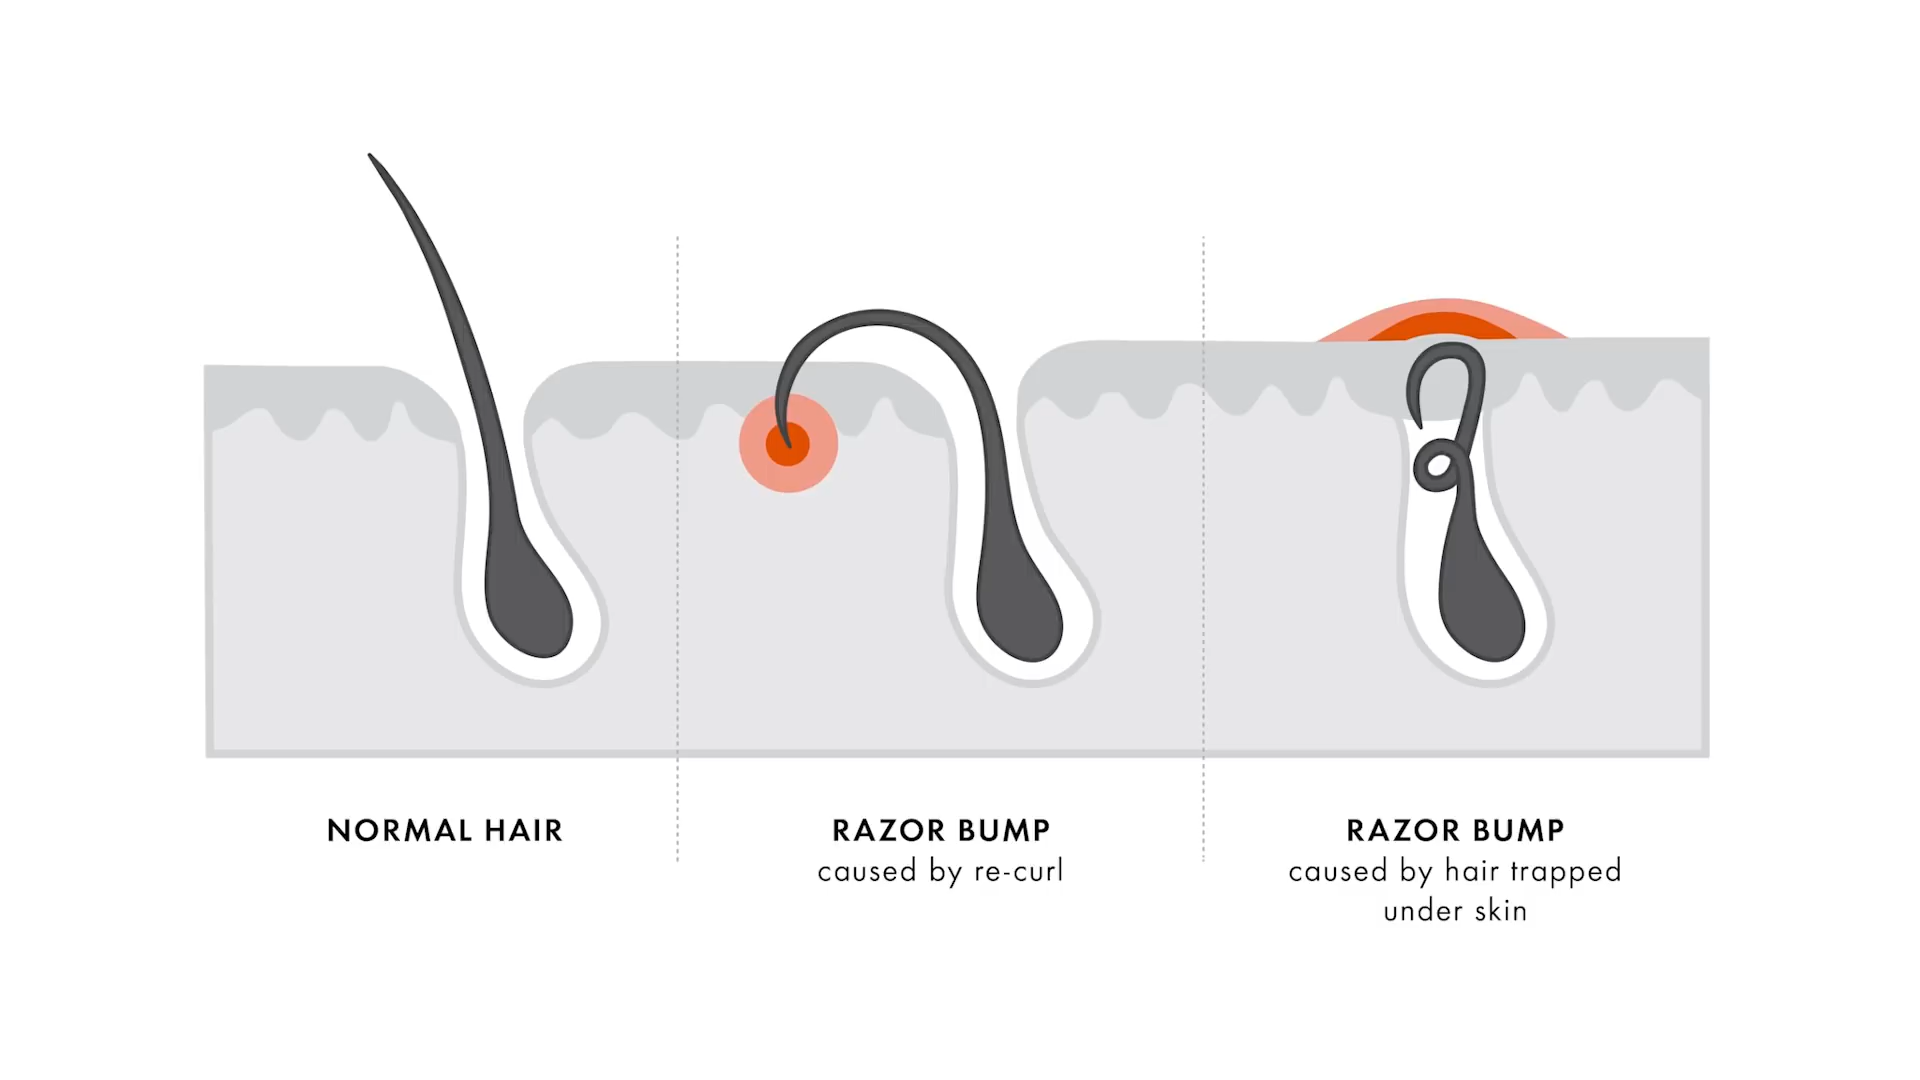 NORMAL HAIR
RAZOR BUMP
caused by re-curl
RAZOR BUMP
caused by hair trapped
under skin